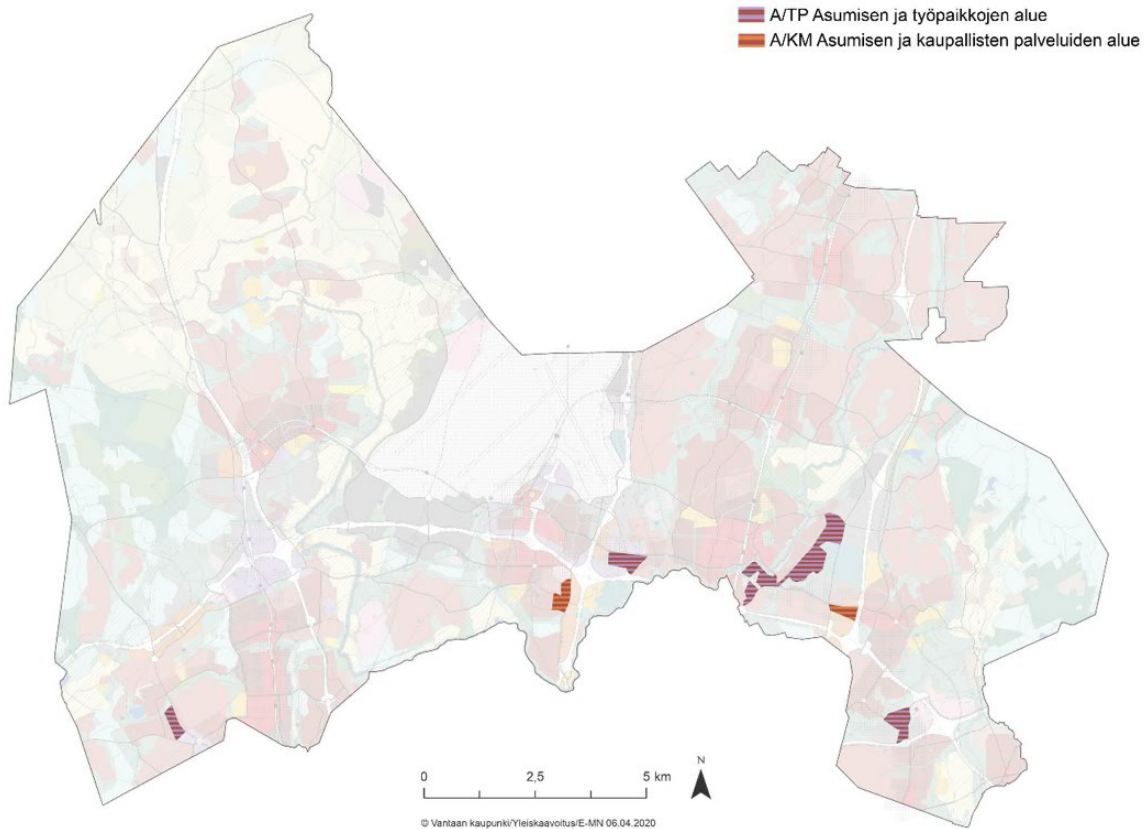 A/TP Asumisen ja työpaikkojen alue
A/KM Asumisen ja kaupallisten palveluiden alue
N
0 2,5 5 km
© Vantaan kaupunki/Yleiskaavoitus/E-MN 06.04.2020